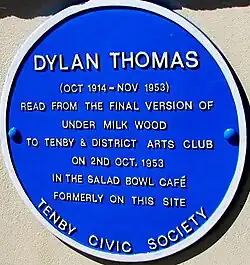 DYLAN THOMAS
(OCT 1914 - NOV 1953)
READ FROM THE FINAL VERSION OF
UNDER MILK WOOD
TO TENBY & DISTRICT ARTS CLUB
ON 2ND OCT. 1953
IN THE SALAD BOWL CAFÉ
FORMERLY ON THIS SITE
TENBY CIVIC SOCIETY